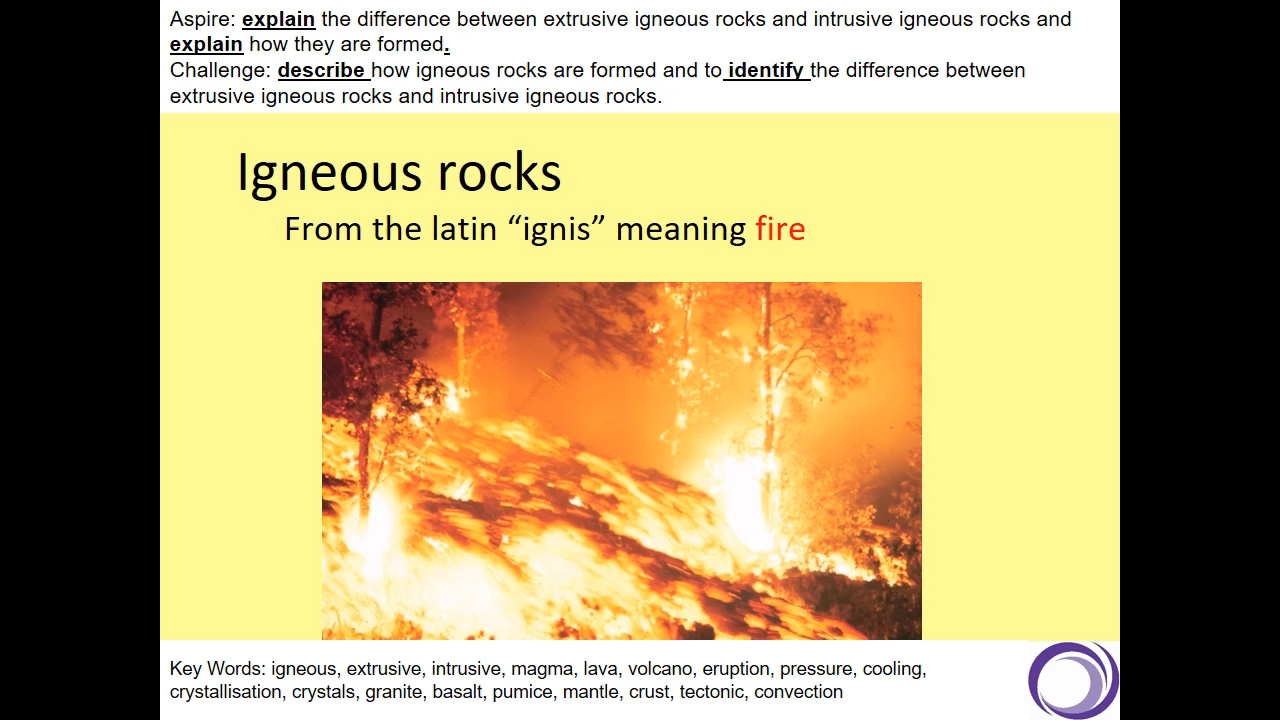 Aspire: explain the difference between extrusive igneous rocks and intrusive igneous rocks and
explain how they are formed.
Challenge: describe how igneous rocks are formed and to identify the difference between
extrusive igneous rocks and intrusive igneous rocks.
Igneous rocks
From the latin “ignis” meaning fire
Key Words: igneous, extrusive, intrusive, magma, lava, volcano, eruption, pressure, cooling,
crystallisation, crystals, granite, basalt, pumice, mantle, crust, tectonic, convection